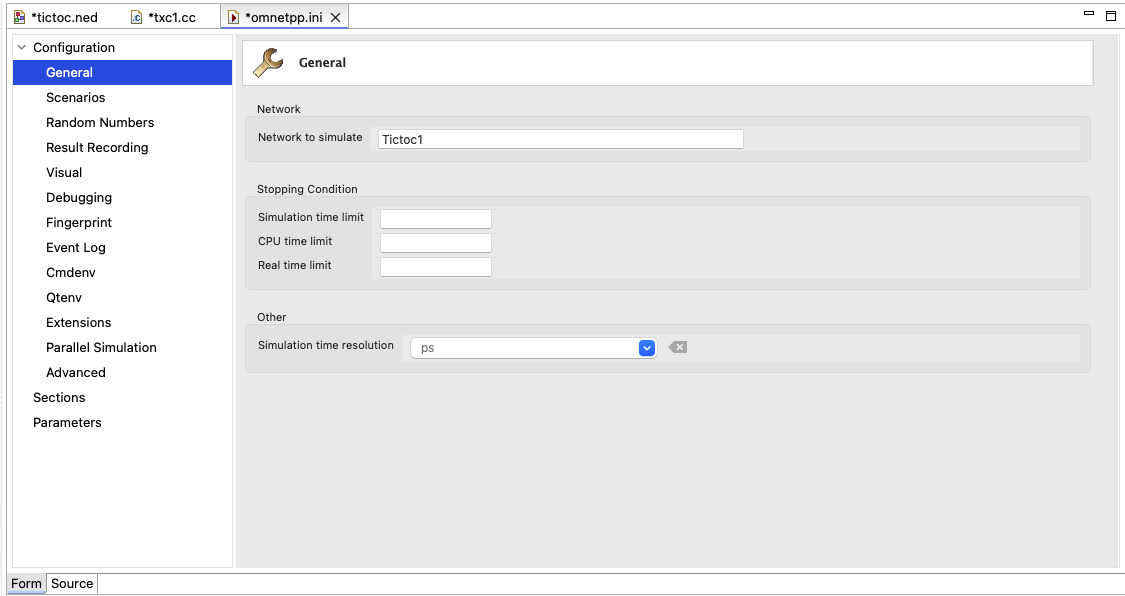 *tictoc.ned *txc1.cc *omnetpp.ini
Configuration
General
Scenarios
Random Numbers
Result Recording
Visual
Debugging
Fingerprint
Event Log
Cmdenv
Qtenv
Extensions
Parallel Simulation
Advanced
Sections
Parameters
General
Network
Network to simulate Tictoc1
Stopping Condition
Simulation time limit
CPU time limit
Real time limit
Other
Simulation time resolution ps
Form Source